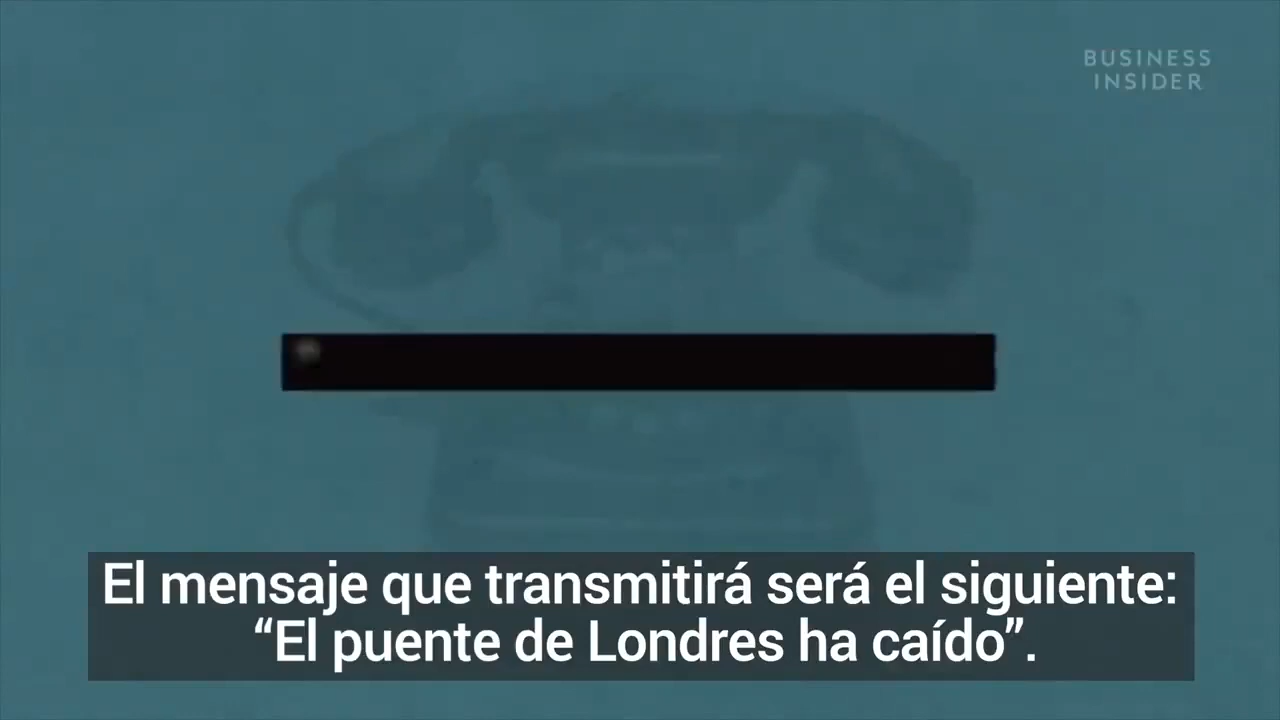 BUSINESS
INSIDER
El mensaje que transmitirá será el siguiente:
“El puente de Londres ha caído”.